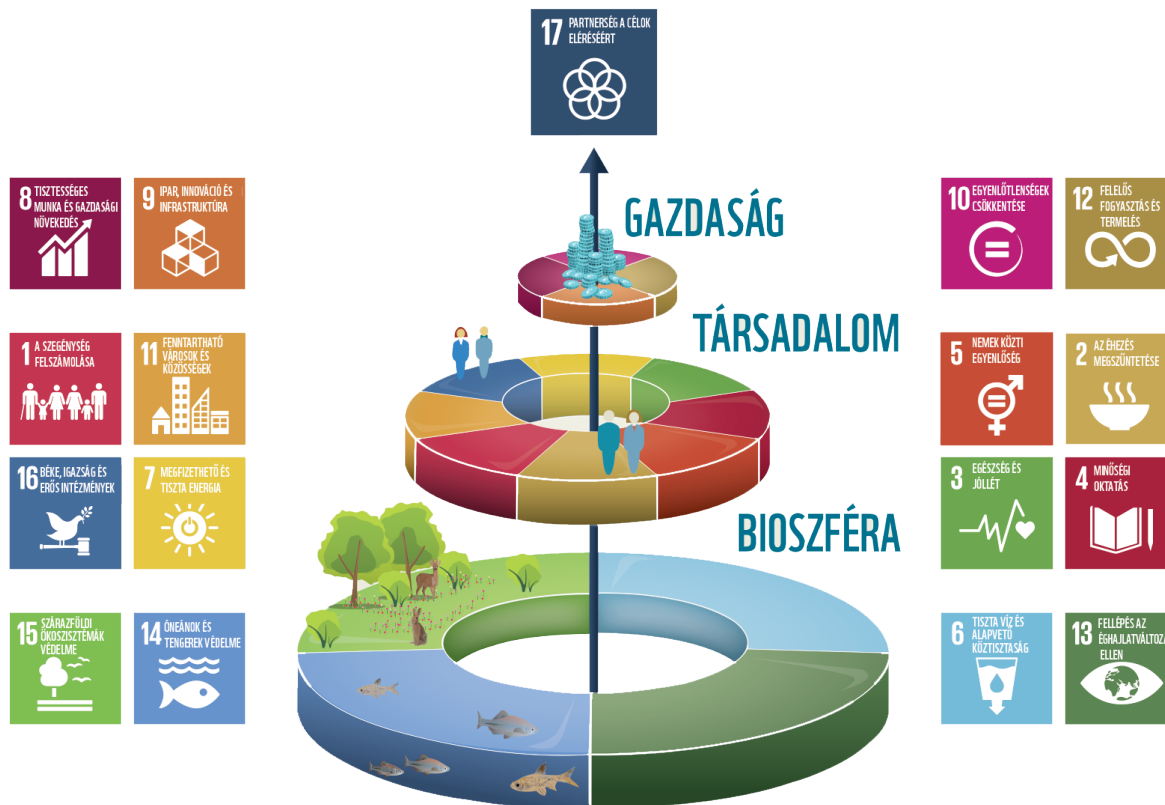 17 PARTNERSÉG A CÉLOK
ELÉRÉSÉÉRT
8 TISZTESSÉGES
MUNKA ÉS GAZDASÁGI
NÖVEKEDÉS
9 IPAR, INNOVÁCIÓ ÉS
INFRASTRUKTÚRA
GAZDASÁG
10 EGYENLŐTLENSÉGEK
CSÖKKENTÉSE
12 FELELŐS
FOGYASZTÁS ÉS
TERMELÉS
1 A SZEGÉNYSÉG
FELSZÁMOLÁSA
11 FENNTARTHATÓ
VÁROSOK ÉS
KÖZÖSSÉGEK
TÁRSADALOM
5 NEMEK KÖZTI
EGYENLŐSÉG
2 AZ ÉHEZÉS
MEGSZŰNTETÉSE
16 BÉKE, IGAZSÁG ÉS
ERŐS INTÉZMÉNYEK
7 MEGFIZETHETŐ ÉS
TISZTA ENERGIA
3 EGÉSZSÉG ÉS
JÓLLÉT
4 MINŐSÉGI
OKTATÁS
BIOSZFÉRA
15 SZÁRAZFÖLDI
ÖKOSZISZTÉMÁK
VÉDELME
14 ÓNEÁNOK ÉS
TENGEREK VÉDELME
6 TISZTA VÍZ ÉS
ALAPVETŐ
KÖZTISZTASÁG
13 FELLÉPÉS AZ
ÉGHAJLATVÁLTOZÁ
ELLEN